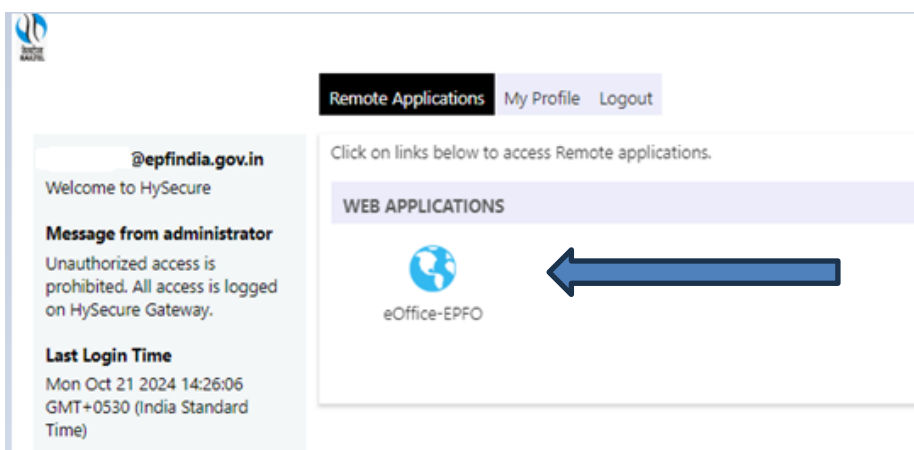 Remote Applications My Profile Logout
@epfindia.gov.in
Welcome to HySecure
Message from administrator
Unauthorized access is
prohibited. All access is logged
on HySecure Gateway.
Last Login Time
Mon Oct 21 2024 14:26:06
GMT+0530 (India Standard
Time)
Click on links below to access Remote applications.
WEB APPLICATIONS
eOffice-EPFO